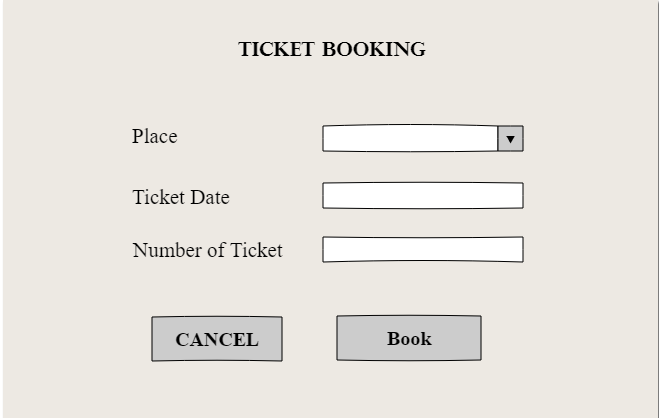 TICKET BOOKING
Place
Ticket Date
Number of Ticket
CANCEL Book